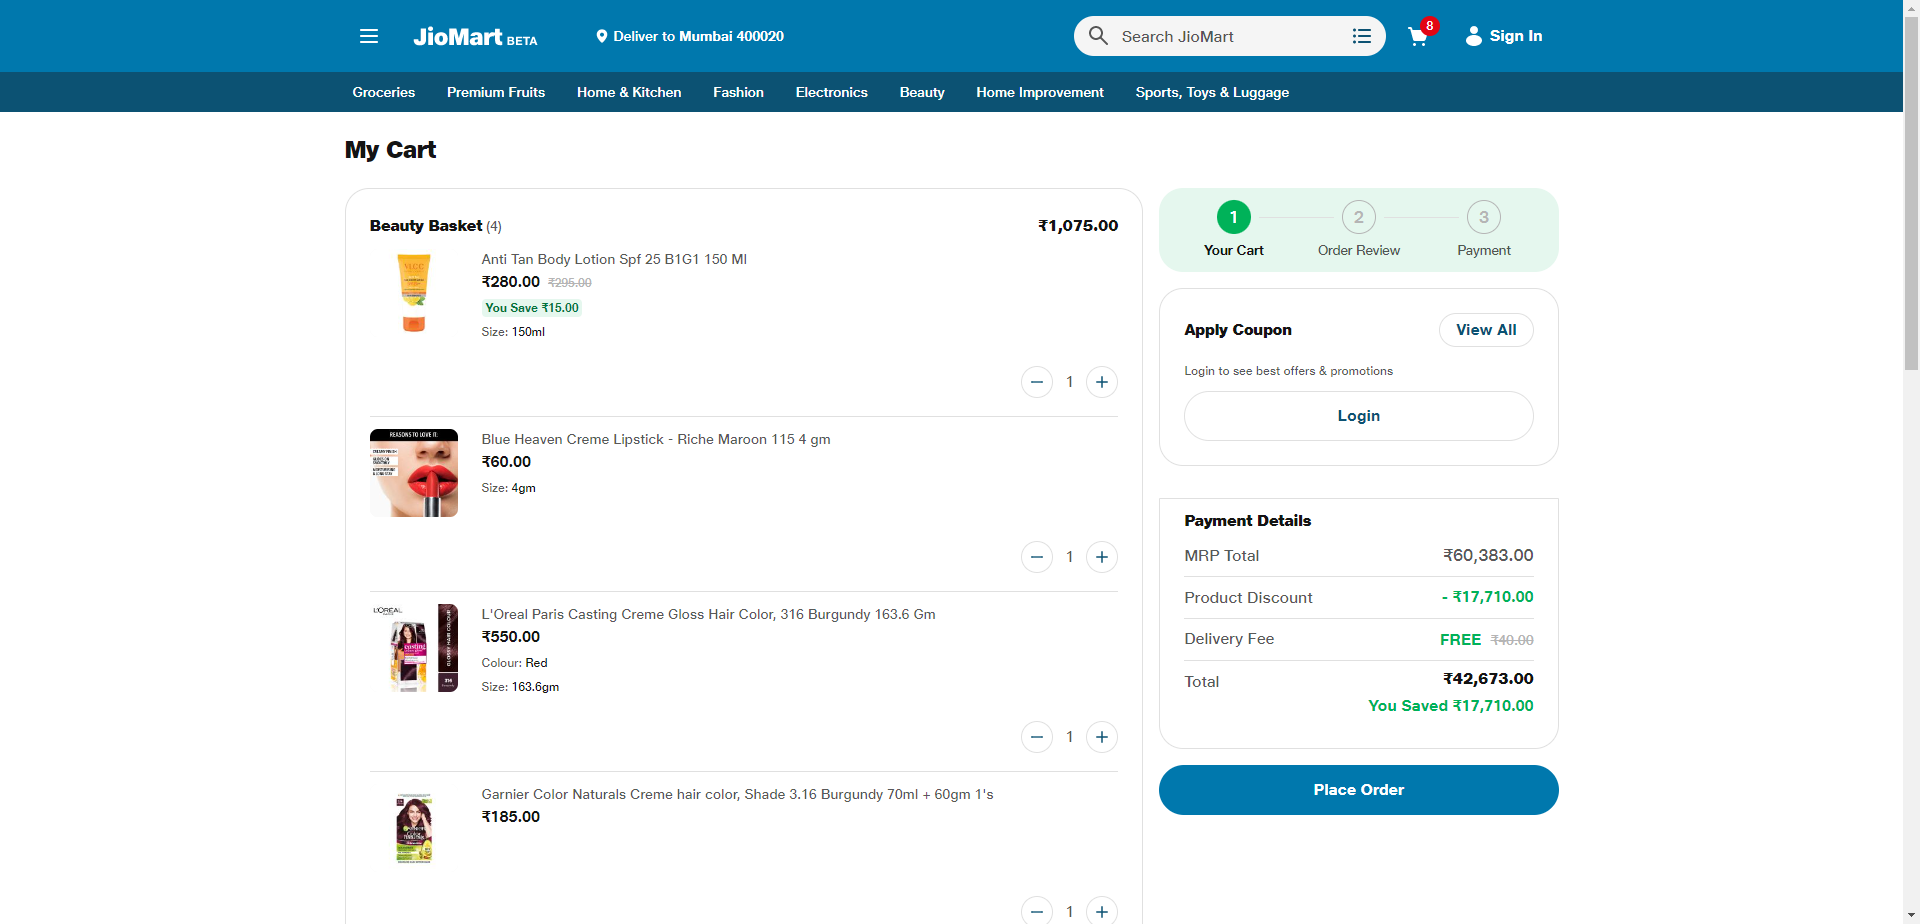 JioMart BETA
Deliver to Mumbai 400020
Search JioMart
8
Sign In
Groceries
Premium Fruits
Home & Kitchen
Fashion
Electronics
Beauty
Home Improvement
Sports, Toys & Luggage
My Cart
Beauty Basket (4)
₹1,075.00
Anti Tan Body Lotion Spf 25 B1G1 150 Ml
₹280.00 ₹295.00
You Save ₹15.00
Size: 150ml
1
REASONS TO LOVE IT:
Blue Heaven Creme Lipstick - Riche Maroon 115 4 gm
₹60.00
Size: 4gm
1
L'ORÉAL
L'Oreal Paris Casting Creme Gloss Hair Color, 316 Burgundy 163.6 Gm
₹550.00
Colour: Red
Size: 163.6gm
1
Garnier Color Naturals Creme hair color, Shade 3.16 Burgundy 70ml + 60gm 1's
₹185.00
1
1
Your Cart
2
Order Review
3
Payment
Apply Coupon
View All
Login to see best offers & promotions
Login
Payment Details
MRP Total ₹60,383.00
Product Discount - ₹17,710.00
Delivery Fee FREE ₹40.00
Total ₹42,673.00
You Saved ₹17,710.00
Place Order